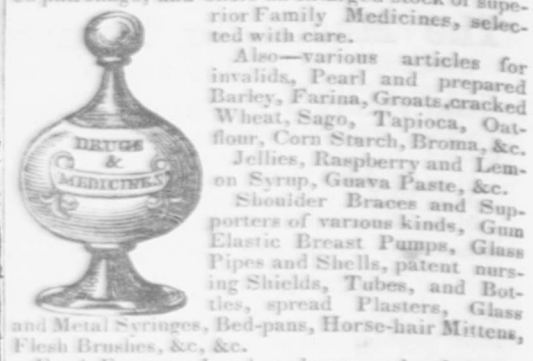 rior Family Medicines, selec-
ted with care.
Also—various articles for
invalids, Pearl and prepared
Barley, Farina, Groats, cracked
Wheat, Sago, Tapioca, Oat-
flour, Corn Starch, Broma, &c.
Jellies, Raspberry and Lem-
on Syrup, Guava Paste, &c.
Shoulder Braces and Sup-
porters of various kinds, Gum
Elastic Breast Pumps, Glass
Pipes and Shells, patent nurs-
ing Shields, Tubes, and Bot-
tles, spread Plasters, Glass
and Metal Syringes, Bed-pans, Horse-hair Mittens,
Flesh Brushes, &c, &c.
DRUGS
&
MEDICINES